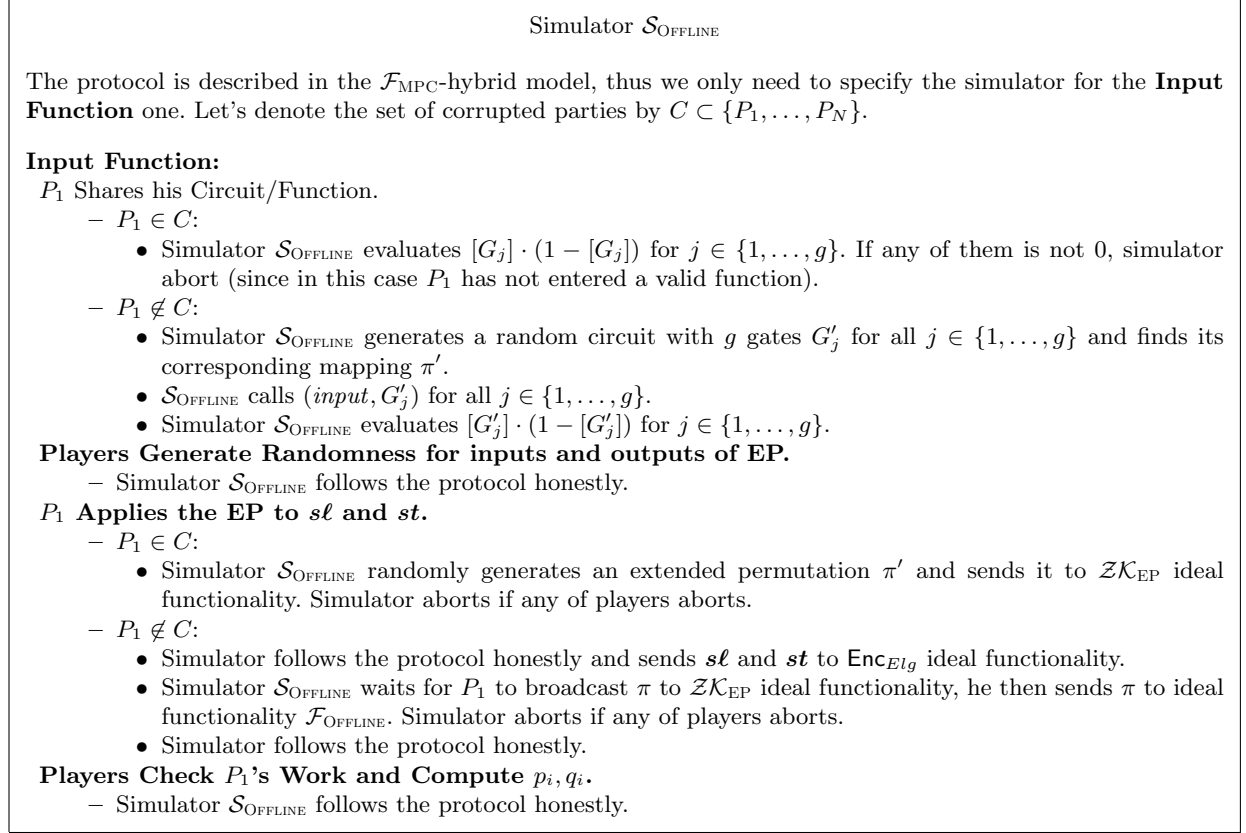 Simulator S_OFFLINE
The protocol is described in the F_MPC-hybrid model, thus we only need to specify the simulator for the Input
Function one. Let's denote the set of corrupted parties by C ⊂ {P_1, . . . , P_N}.
Input Function:
P_1 Shares his Circuit/Function.
– P_1 ∈ C:
• Simulator S_OFFLINE evaluates [G_j] · (1 − [G_j]) for j ∈ {1, . . . , g}. If any of them is not 0, simulator
abort (since in this case P_1 has not entered a valid function).
– P_1 ∉ C:
• Simulator S_OFFLINE generates a random circuit with g gates G'_j for all j ∈ {1, . . . , g} and finds its
corresponding mapping π'.
• S_OFFLINE calls (input, G'_j) for all j ∈ {1, . . . , g}.
• Simulator S_OFFLINE evaluates [G'_j] · (1 − [G'_j]) for j ∈ {1, . . . , g}.
Players Generate Randomness for inputs and outputs of EP.
– Simulator S_OFFLINE follows the protocol honestly.
P_1 Applies the EP to sℓ and st.
– P_1 ∈ C:
• Simulator S_OFFLINE randomly generates an extended permutation π' and sends it to ZK_EP ideal
functionality. Simulator aborts if any of players aborts.
– P_1 ∉ C:
• Simulator follows the protocol honestly and sends sℓ and st to Enc_Elg ideal functionality.
• Simulator S_OFFLINE waits for P_1 to broadcast π to ZK_EP ideal functionality, he then sends π to ideal
functionality F_OFFLINE. Simulator aborts if any of players aborts.
• Simulator follows the protocol honestly.
Players Check P_1's Work and Compute p_i, q_i.
– Simulator S_OFFLINE follows the protocol honestly.